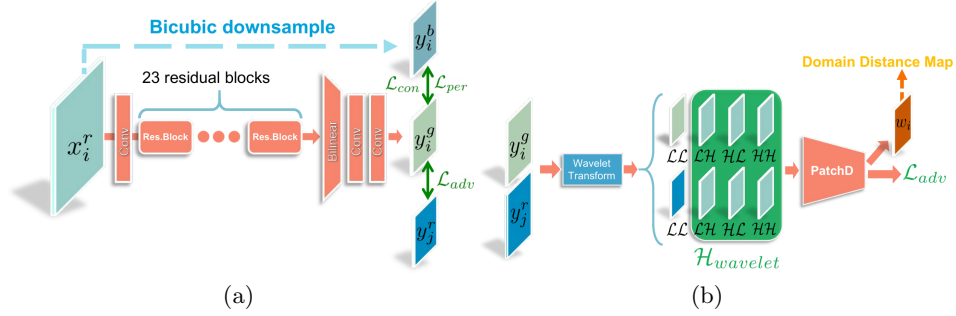 Bicubic downsample
23 residual blocks
x_i^r
Conv
Res.Block
Res.Block
Bilinear
Conv
Conv
y_i^b
ℒ_con
ℒ_per
y_i^g
ℒ_adv
y_j^r
(a)
y_i^g
y_j^r
Wavelet
Transform
ℒℒ
ℒℋ
ℋℒ
ℋℋ
ℒℒ
ℒℋ
ℋℒ
ℋℋ
ℋ_wavelet
PatchD
Domain Distance Map
w_i
ℒ_adv
(b)